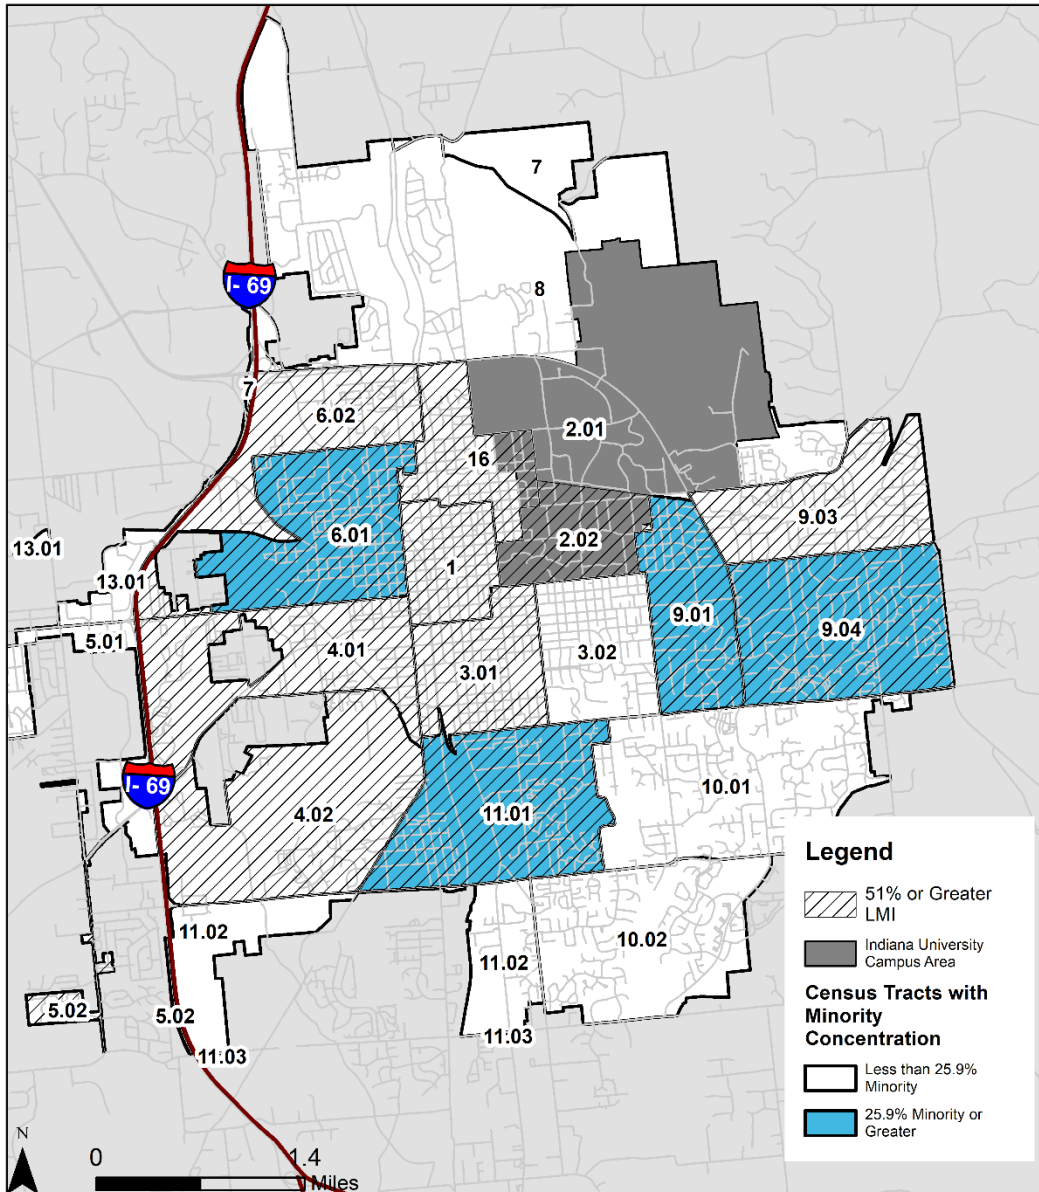 7
I- 69
8
7
6.02
2.01
16
9.03
6.01
2.02
13.01
1
13.01
9.01
9.04
5.01
4.01
3.02
3.01
I- 69
10.01
4.02
11.01
11.02
10.02
11.02
5.02
5.02
11.03
11.03
Legend
51% or Greater
LMI
Indiana University
Campus Area
Census Tracts with
Minority
Concentration
Less than 25.9%
Minority
25.9% Minority or
Greater
N
0 1.4
Miles